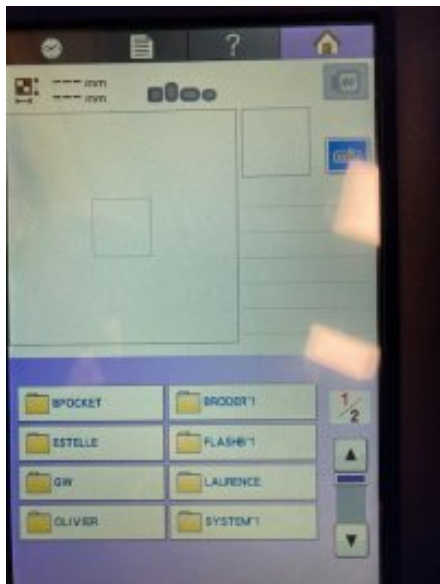 ?
--- mm
--- mm
BPOCKET
BRODER~1
ESTELLE
FLASHB~1
GW
LAURENCE
OLIVIER
SYSTEM~1
1/2